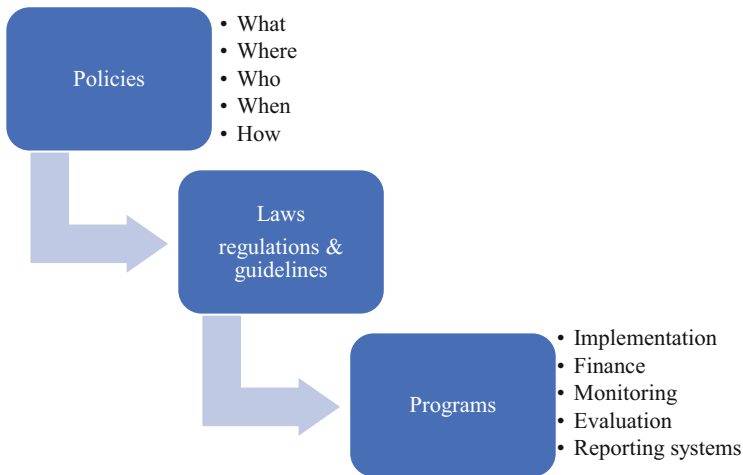 Policies
• What
• Where
• Who
• When
• How
Laws
regulations &
guidelines
Programs
• Implementation
• Finance
• Monitoring
• Evaluation
• Reporting systems